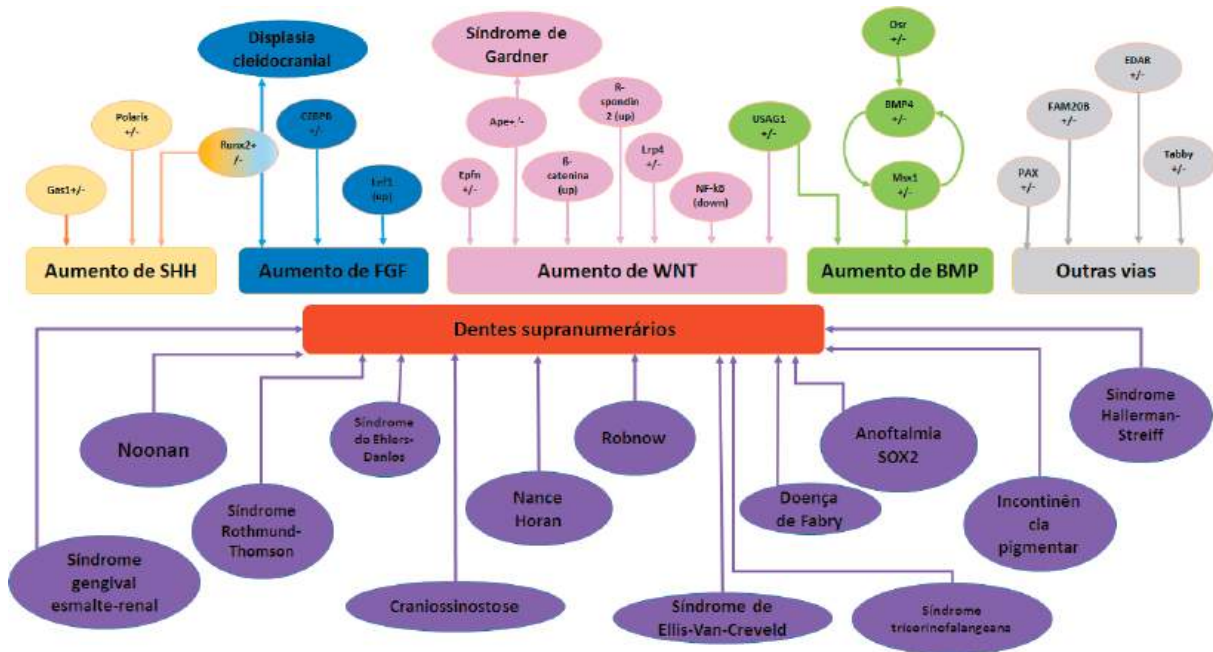 Displasia
cleidocranial
Síndrome de
Gardner
Osr
+/-
Polaris
+/-
Runx2+
/-
CEBPB
+/-
Ape+/-
R-
spondin
2 (up)
USAG1
+/-
BMP4
+/-
FAM20B
+/-
EDAR
+/-
Gas1+/-
Lef1
(up)
Epfn
+/-
ß-
catenina
(up)
Lrp4
+/-
NF-kB
(down)
Msx1
+/-
PAX
+/-
Tabby
+/-
Aumento de SHH
Aumento de FGF
Aumento de WNT
Aumento de BMP
Outras vias
Dentes supranumerários
Noonan
Síndrome
Rothmund-
Thomson
Síndrome
do Ehlers-
Danlos
Nance
Horan
Robnow
Doença
de Fabry
Anoftalmia
SOX2
Incontinên
cia
pigmentar
Síndrome
Hallerman-
Streiff
Síndrome
gengival
esmalte-renal
Craniossinostose
Síndrome de
Ellis-Van-Creveld
Síndrome
tricorinofalangeana